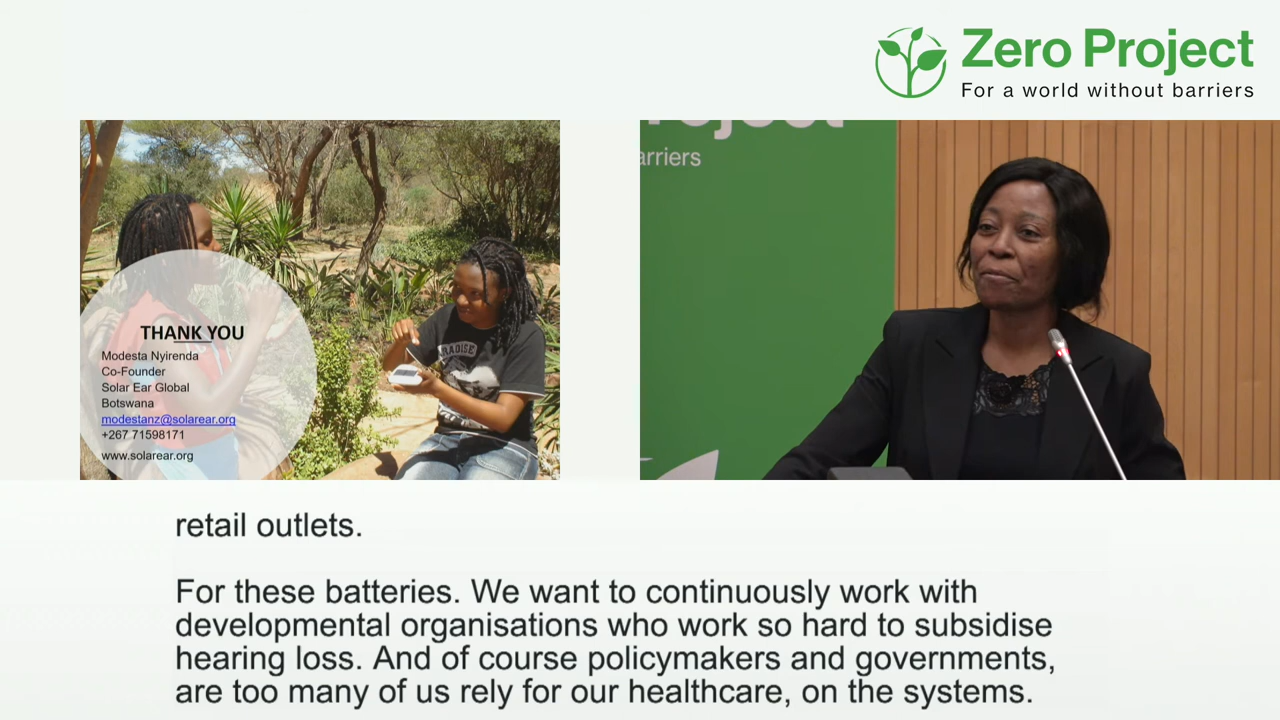 Zero Project
For a world without barriers
roject
arriers
PARADISE
THANK YOU
Modesta Nyirenda
Co-Founder
Solar Ear Global
Botswana
modestanz@solarear.org
+267 71598171
www.solarear.org
retail outlets.
For these batteries. We want to continuously work with
developmental organisations who work so hard to subsidise
hearing loss. And of course policymakers and governments,
are too many of us rely for our healthcare, on the systems.